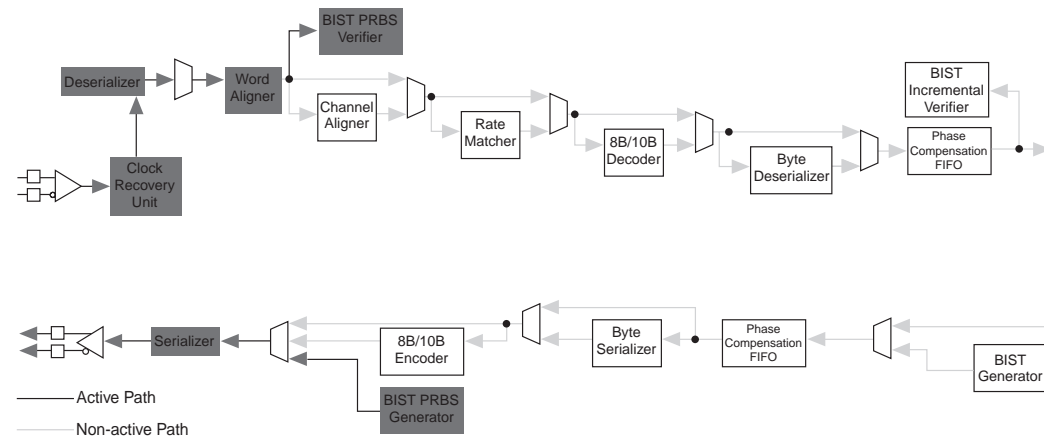 BIST PRBS
Verifier
Deserializer
Word
Aligner
Channel
Aligner
Rate
Matcher
8B/10B
Decoder
Byte
Deserializer
BIST
Incremental
Verifier
Phase
Compensation
FIFO
Clock
Recovery
Unit
Serializer
8B/10B
Encoder
BIST PRBS
Generator
Byte
Serializer
Phase
Compensation
FIFO
BIST
Generator
Active Path
Non-active Path